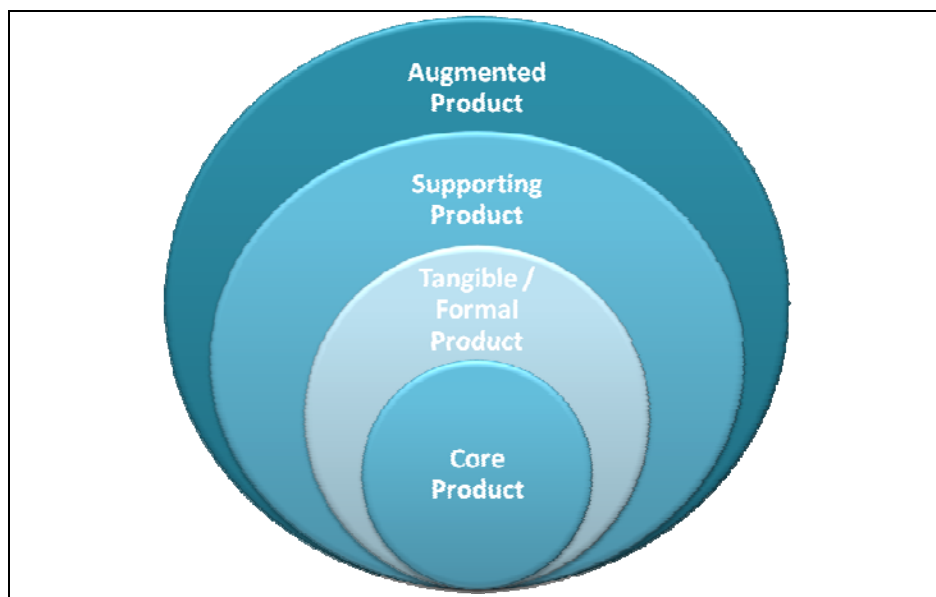 Augmented
Product
Supporting
Product
Tangible /
Formal
Product
Core
Product